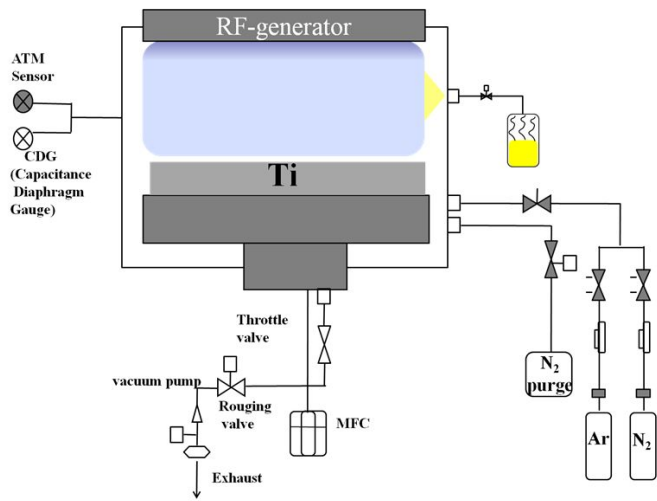 RF-generator
ATM
Sensor
CDG
(Capacitance
Diaphragm
Gauge)
Ti
Throttle
valve
vacuum pump
Rouging
valve
MFC
Exhaust
N2
purge
Ar
N2